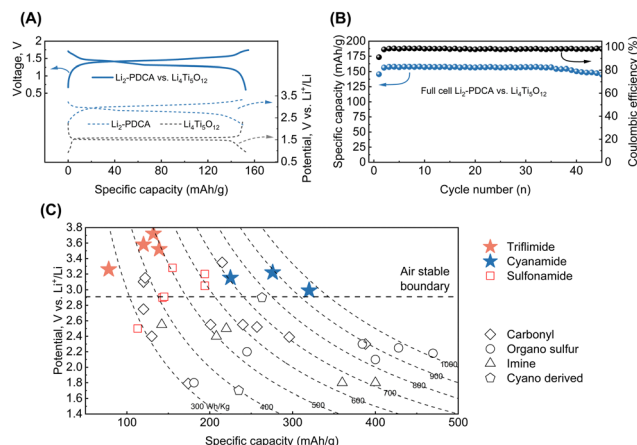 (A)
Voltage, V
2.0
1.5
1.0
0.5
Li2-PDCA vs. Li4Ti5O12
3.5
2.5
1.5
0.5
Potential, V vs. Li+/Li
Li2-PDCA
Li4Ti5O12
0
40
80
120
160
Specific capacity (mAh/g)
(B)
Specific capacity (mAh/g)
200
175
150
125
100
75
50
25
0
Full cell Li2-PDCA vs. Li4Ti5O12
100
80
60
40
20
0
Coulombic efficiency (%)
0
10
20
30
40
Cycle number (n)
(C)
Potential, V vs. Li+/Li
3.8
3.6
3.4
3.2
3.0
2.8
2.6
2.4
2.2
2.0
1.8
1.6
1.4
Air stable
boundary
300 Wh/Kg
400
500
600
700
800
900
1000
100
200
300
400
500
Specific capacity (mAh/g)
Triflimide
Cyanamide
Sulfonamide
Carbonyl
Organo sulfur
Imine
Cyano derived